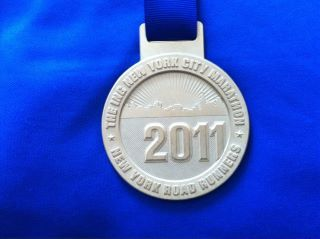 THE ING NEW YORK CITY MARATHON
2011
NEW YORK ROAD RUNNERS